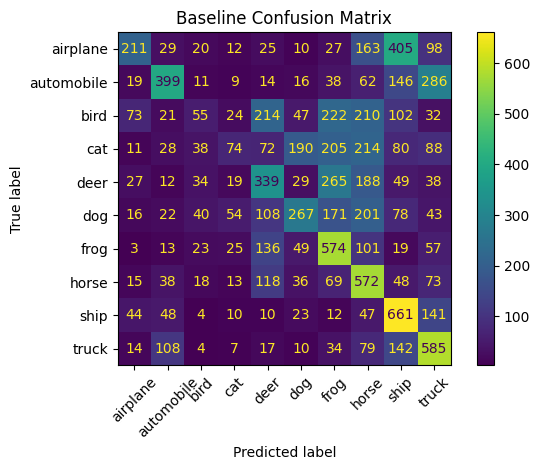 Baseline Confusion Matrix
True label
airplane 211 29 20 12 25 10 27 163 405 98
automobile 19 399 11 9 14 16 38 62 146 286
bird 73 21 55 24 214 47 222 210 102 32
cat 11 28 38 74 72 190 205 214 80 88
deer 27 12 34 19 339 29 265 188 49 38
dog 16 22 40 54 108 267 171 201 78 43
frog 3 13 23 25 136 49 574 101 19 57
horse 15 38 18 13 118 36 69 572 48 73
ship 44 48 4 10 10 23 12 47 661 141
truck 14 108 4 7 17 10 34 79 142 585
airplane automobile bird cat deer dog frog horse ship truck
Predicted label
600
500
400
300
200
100